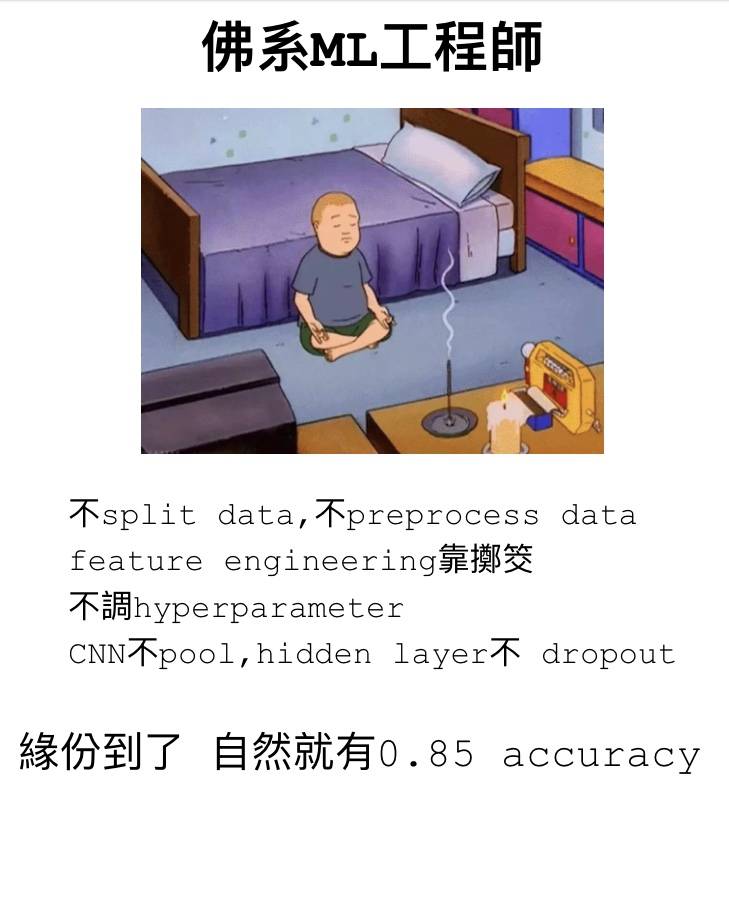 佛系ML工程師
不split data,不preprocess data
feature engineering靠擲筊
不調hyperparameter
CNN不pool,hidden layer不 dropout
緣份到了 自然就有0.85 accuracy